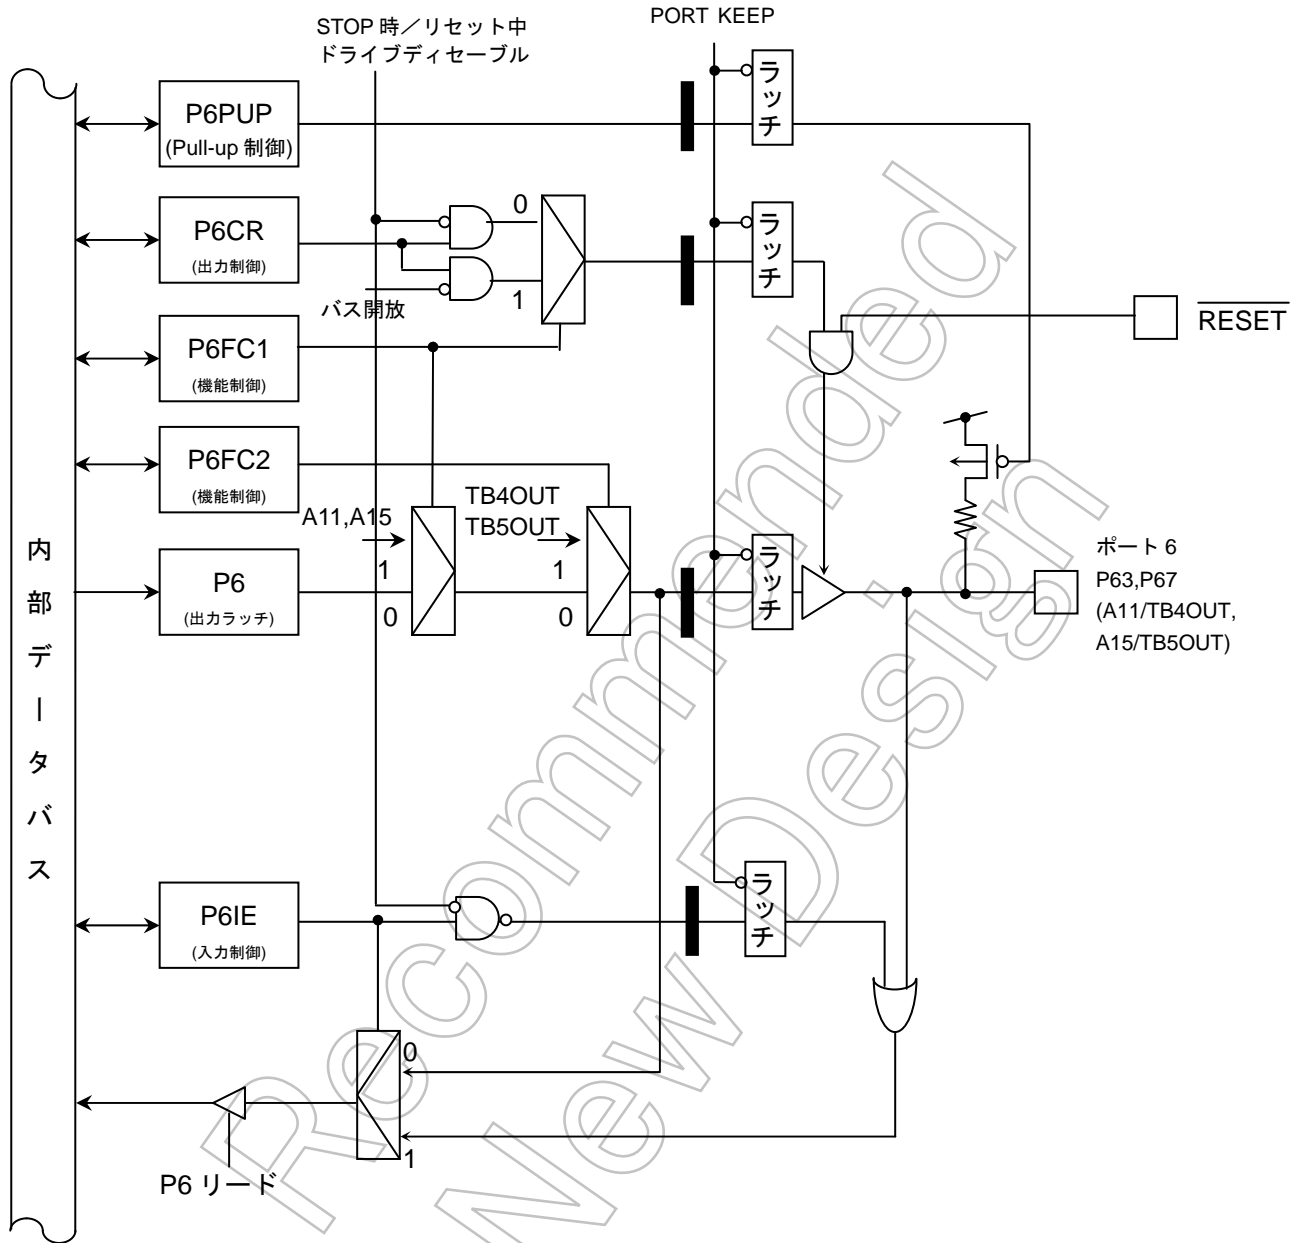 STOP 時／リセット中
ドライブディセーブル
PORT KEEP
P6PUP
(Pull-up 制御)
ラッチ
P6CR
(出力制御)
0
1
バス開放
ラッチ
RESET
P6FC1
(機能制御)
P6FC2
(機能制御)
A11,A15
1
0
TB4OUT
TB5OUT
1
0
P6
(出力ラッチ)
ラッチ
ポート 6
P63,P67
(A11/TB4OUT,
A15/TB5OUT)
内部データバス
P6IE
(入力制御)
ラッチ
0
1
P6 リード
Recommended
New Design